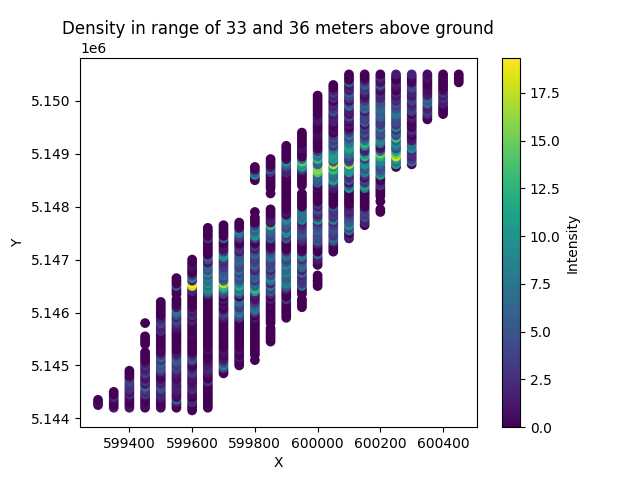 Density in range of 33 and 36 meters above ground
1e6
5.150
5.149
5.148
5.147
5.146
5.145
5.144
Y
599400 599600 599800 600000 600200 600400
X
17.5
15.0
12.5
10.0
7.5
5.0
2.5
0.0
Intensity